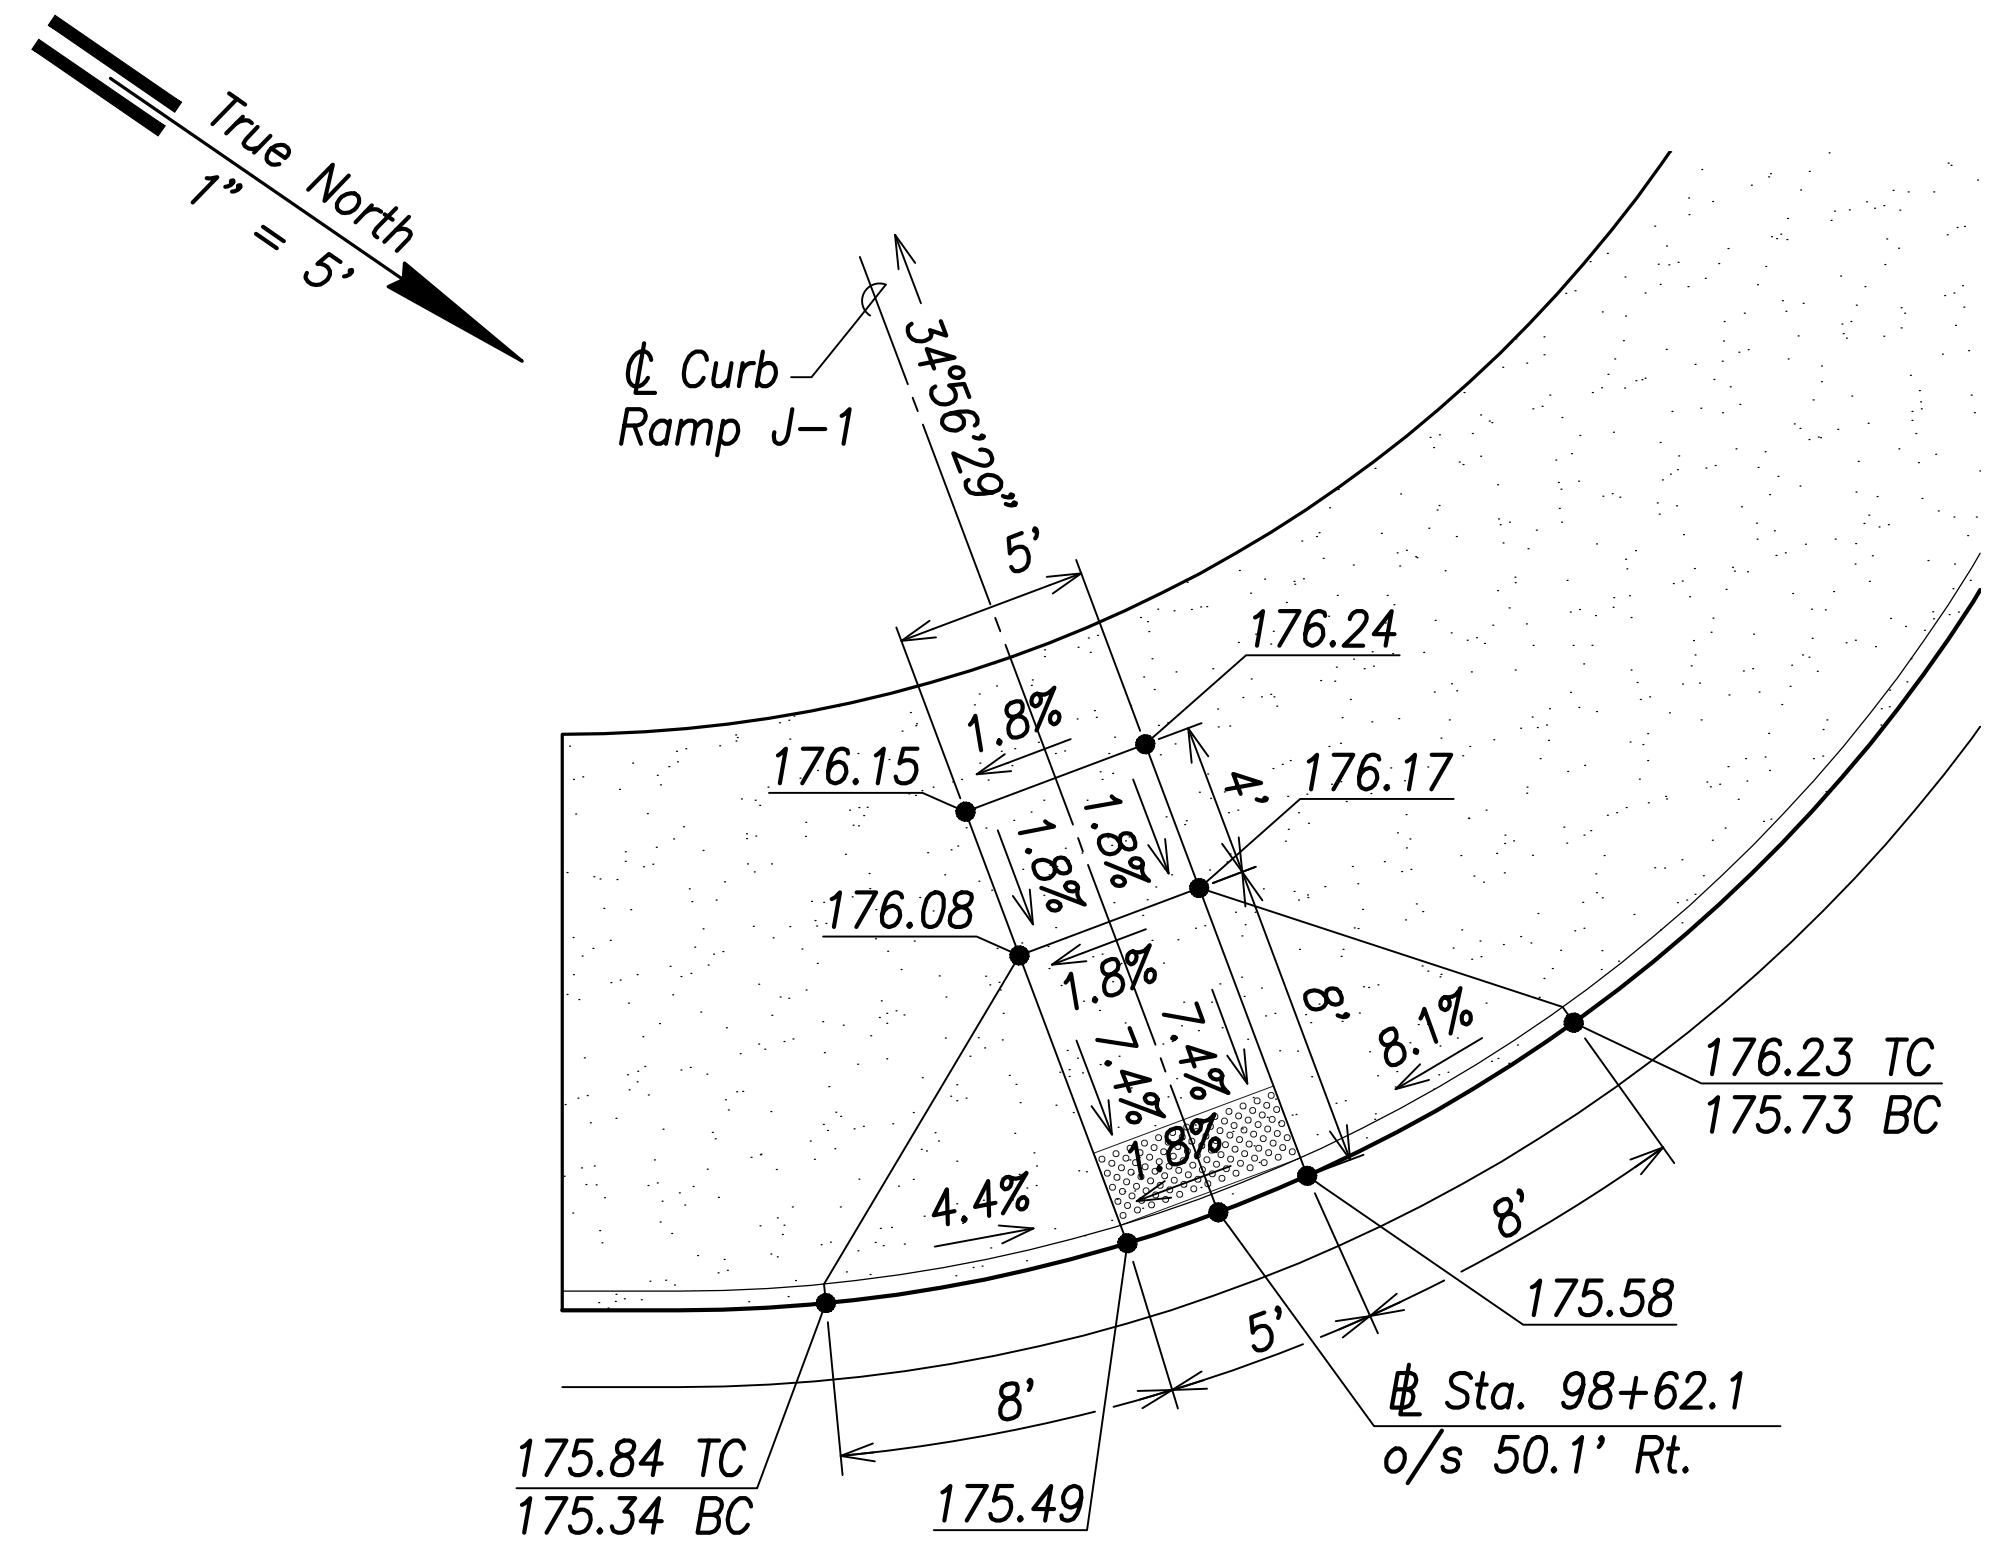 True North
1" = 5'
℄ Curb
Ramp J-1
34°56'29"
5'
176.24
1.8%
176.15
4'
176.17
1.8%
1.8%
176.08
1.8%
8'
7.4%
7.4%
8.1%
176.23 TC
175.73 BC
1.8%
4.4%
8'
175.58
5'
8'
BL Sta. 98+62.1
o/s 50.1' Rt.
175.84 TC
175.34 BC
175.49